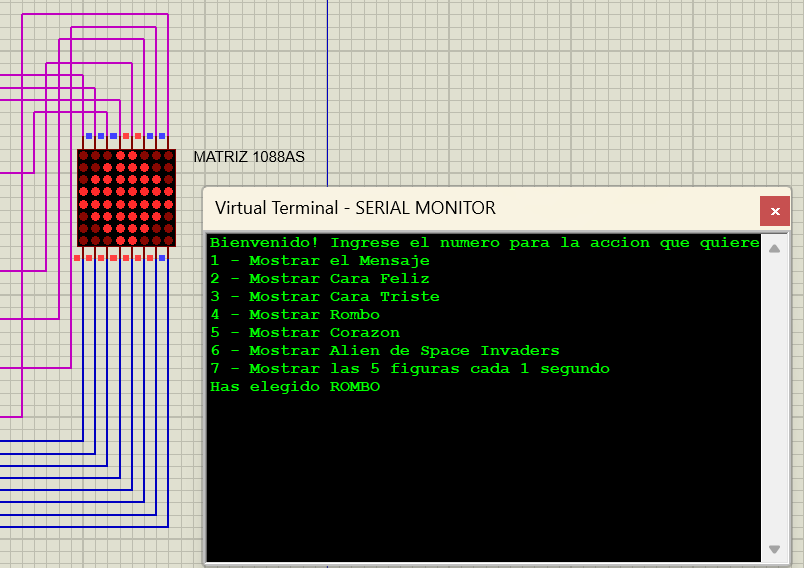 MATRIZ 1088AS
Virtual Terminal - SERIAL MONITOR
x
Bienvenido! Ingrese el numero para la accion que quiere
1 - Mostrar el Mensaje
2 - Mostrar Cara Feliz
3 - Mostrar Cara Triste
4 - Mostrar Rombo
5 - Mostrar Corazon
6 - Mostrar Alien de Space Invaders
7 - Mostrar las 5 figuras cada 1 segundo
Has elegido ROMBO